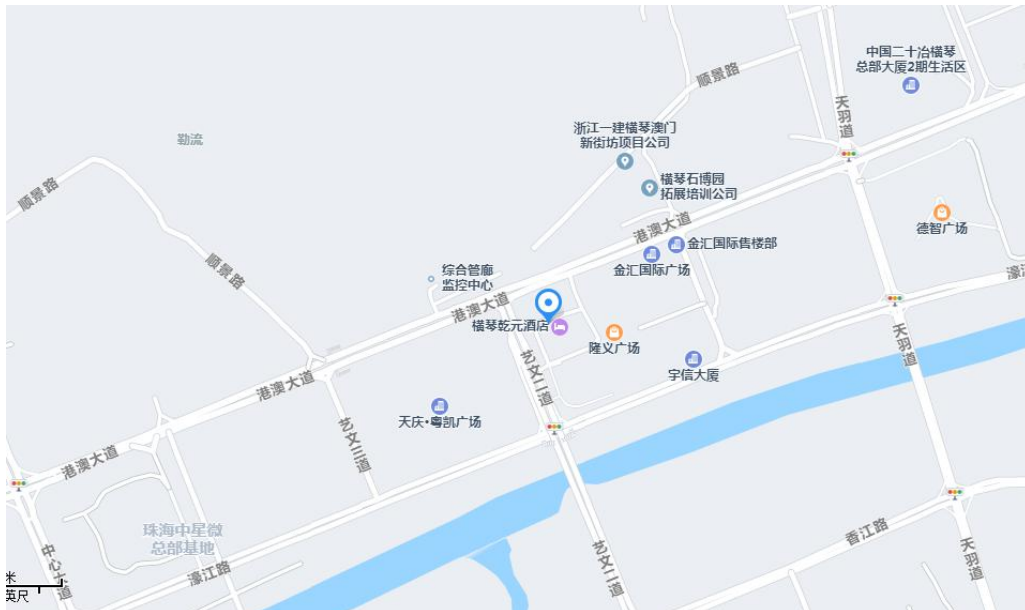 中国二十冶横琴
总部大厦2期生活区
顺景路
天羽道
浙江一建横琴澳门
新街坊项目公司
勒流
横琴石博园
拓展培训公司
顺景路
港澳大道
德智广场
金汇国际售楼部
金汇国际广场
顺景路
综合管廊
监控中心
濠江
港澳大道
横琴乾元酒店
隆义广场
天羽道
艺文二道
宇信大厦
港澳大道
天庆·粤凯广场
艺文三道
港澳大道
珠海中星微
总部基地
香江路
中心大道
濠江路
艺文二道
天羽道
米
英尺